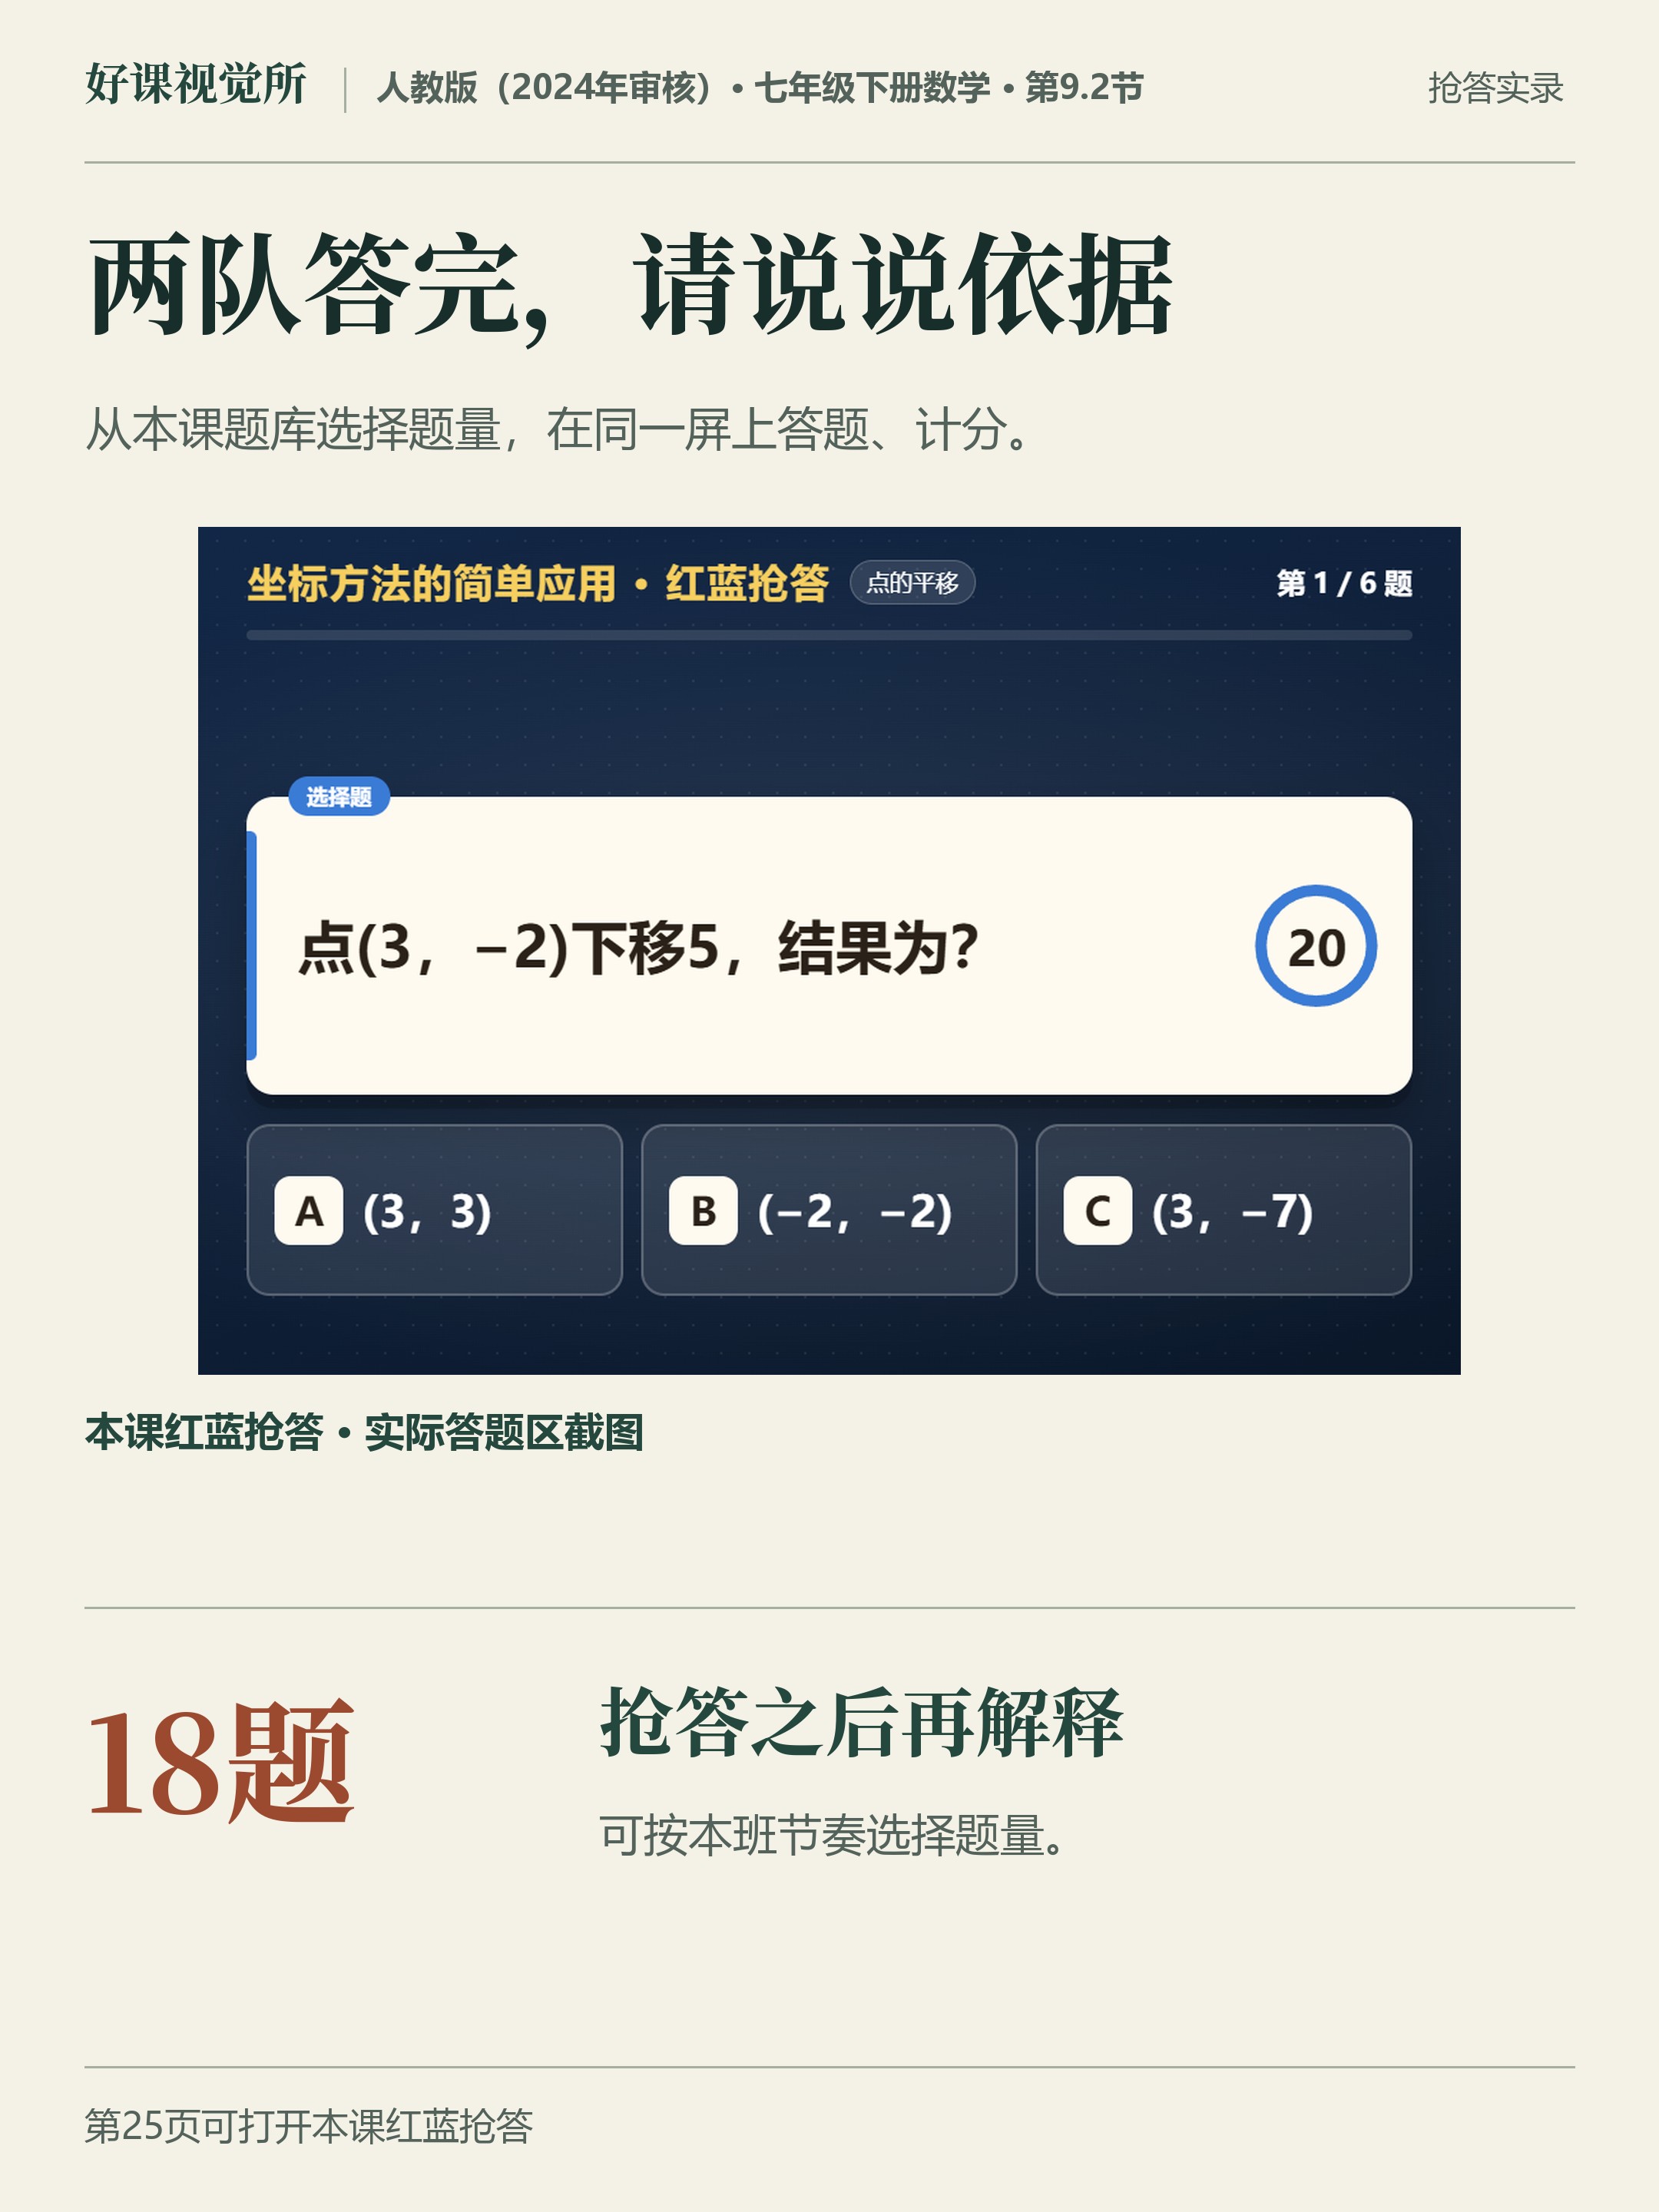 好课视觉所 人教版（2024年审核）• 七年级下册数学 • 第9.2节 抢答实录
两队答完，请说说依据
从本课题库选择题量，在同一屏上答题、计分。
坐标方法的简单应用 • 红蓝抢答 点的平移 第 1 / 6 题
选择题
点(3，−2)下移5，结果为？ 20
A (3，3) B (−2，−2) C (3，−7)
本课红蓝抢答 • 实际答题区截图
18题
抢答之后再解释
可按本班节奏选择题量。
第25页可打开本课红蓝抢答